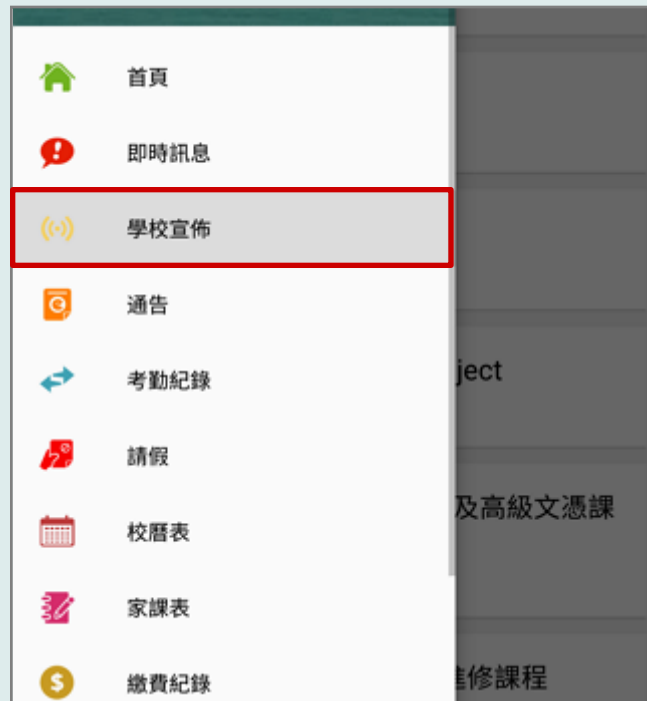 首頁
即時訊息
學校宣佈
通告
考勤紀錄
ject
請假
及高級文憑課
校曆表
家課表
繳費紀錄
修課程